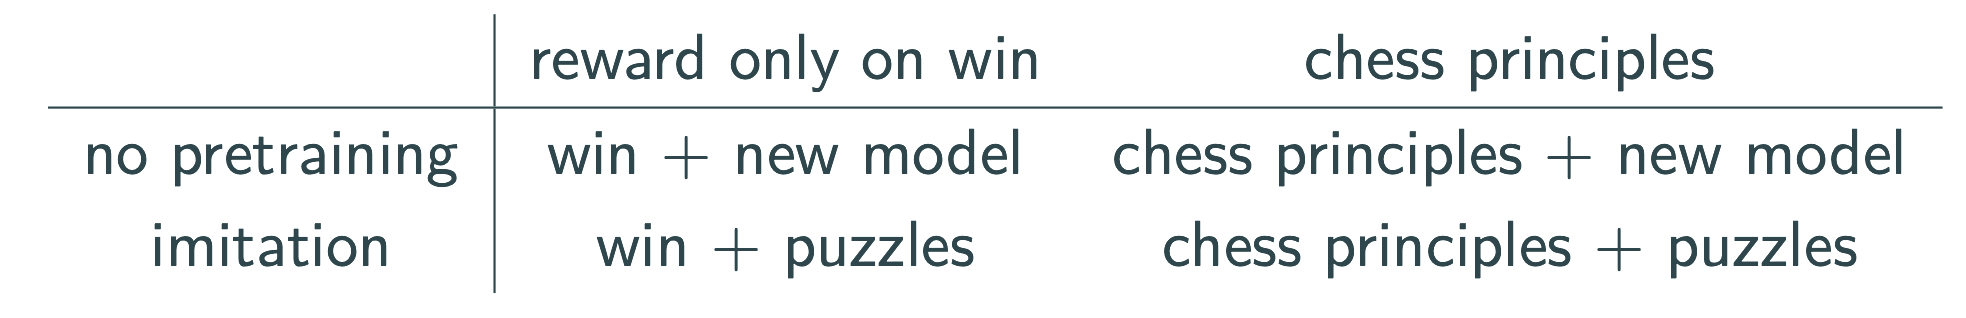 reward only on win chess principles
no pretraining win + new model chess principles + new model
imitation win + puzzles chess principles + puzzles